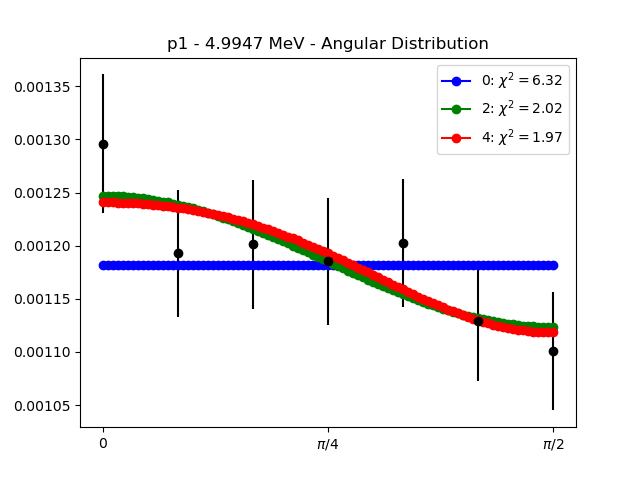 p1 - 4.9947 MeV - Angular Distribution
0.00135
0.00130
0.00125
0.00120
0.00115
0.00110
0.00105
0
π/4
π/2
0: χ² = 6.32
2: χ² = 2.02
4: χ² = 1.97